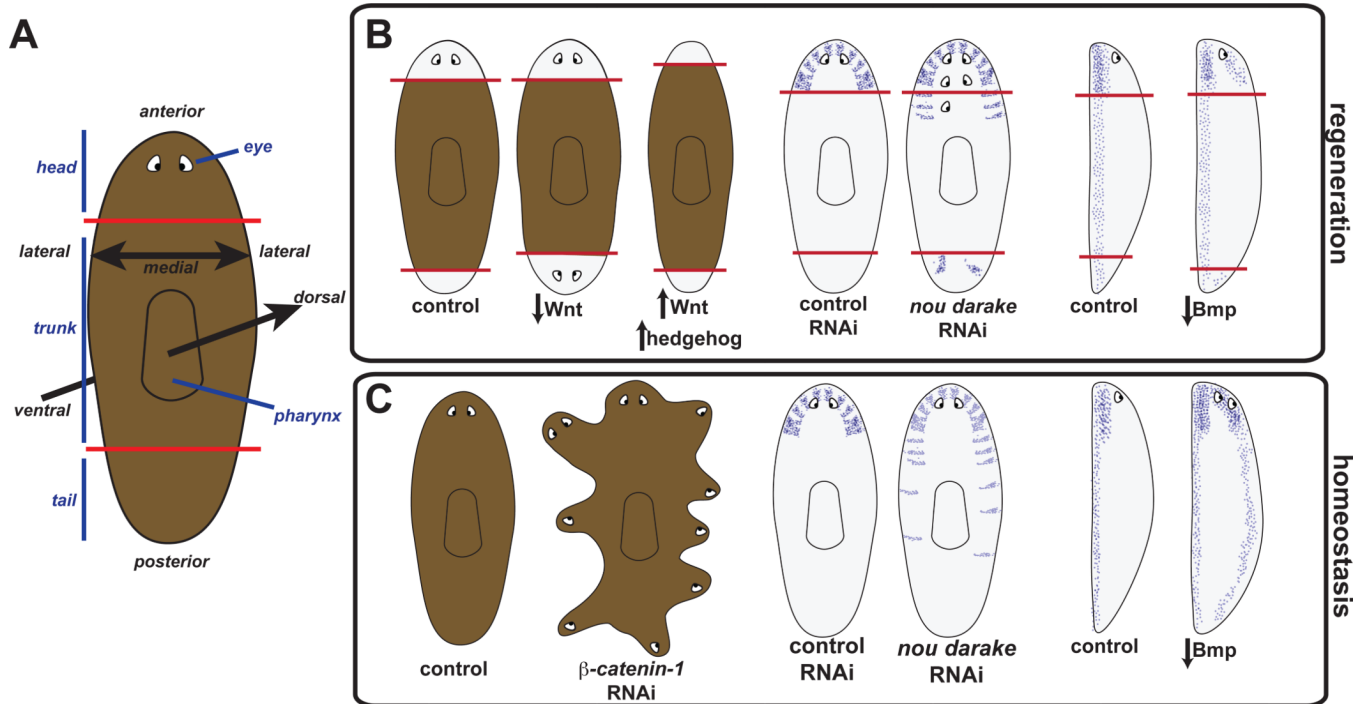 A
anterior
eye
head
lateral
lateral
medial
dorsal
trunk
ventral
pharynx
tail
posterior
B
control
↓Wnt
↑Wnt
↑hedgehog
control
RNAi
nou darake
RNAi
control
↓Bmp
regeneration
C
control
β-catenin-1
RNAi
control
RNAi
nou darake
RNAi
control
↓Bmp
homeostasis